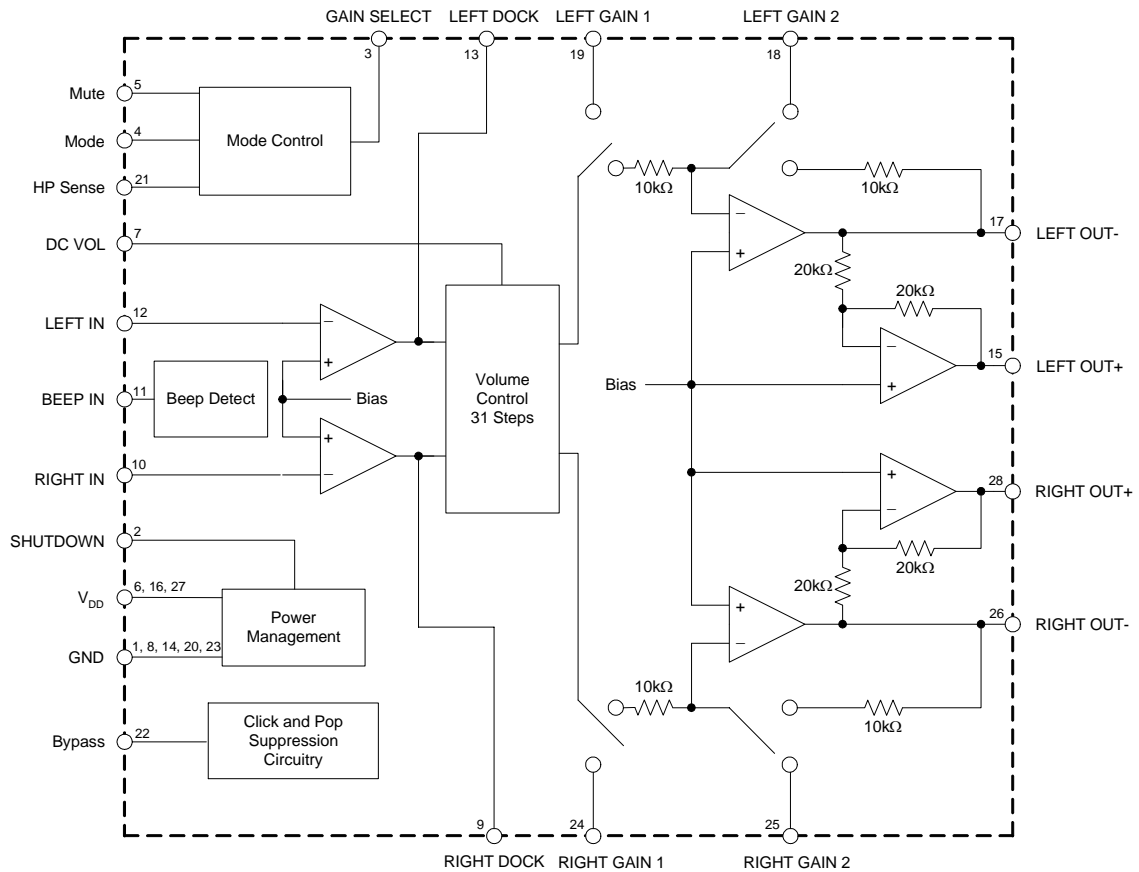 GAIN SELECT
LEFT DOCK
LEFT GAIN 1
LEFT GAIN 2
3
13
19
18
Mute
5
Mode
4
HP Sense
21
Mode Control
DC VOL
7
10kΩ
10kΩ
−
+
17
LEFT OUT-
20kΩ
20kΩ
LEFT IN
12
−
+
−
+
15
LEFT OUT+
BEEP IN
11
Beep Detect
Bias
Volume
Control
31 Steps
Bias
RIGHT IN
10
+
−
+
−
28
RIGHT OUT+
20kΩ
20kΩ
SHUTDOWN
2
VDD
6, 16, 27
Power
Management
GND
1, 8, 14, 20, 23
+
−
26
RIGHT OUT-
10kΩ
10kΩ
Bypass
22
Click and Pop
Suppression
Circuitry
9
24
25
RIGHT DOCK
RIGHT GAIN 1
RIGHT GAIN 2